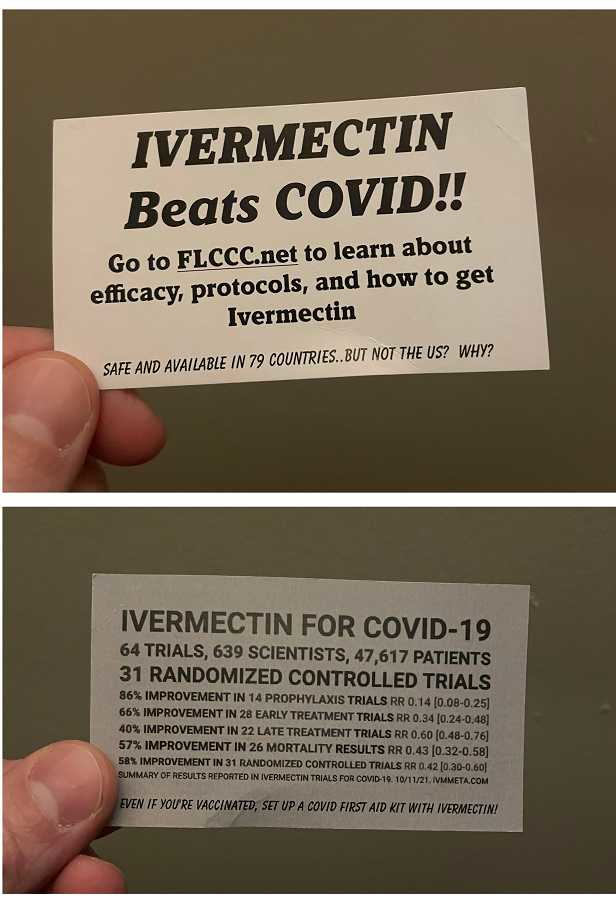 IVERMECTIN
Beats COVID!!
Go to FLCCC.net to learn about
efficacy, protocols, and how to get
Ivermectin
SAFE AND AVAILABLE IN 79 COUNTRIES..BUT NOT THE US? WHY?
IVERMECTIN FOR COVID-19
64 TRIALS, 639 SCIENTISTS, 47,617 PATIENTS
31 RANDOMIZED CONTROLLED TRIALS
86% IMPROVEMENT IN 14 PROPHYLAXIS TRIALS RR 0.14 [0.08-0.25]
66% IMPROVEMENT IN 28 EARLY TREATMENT TRIALS RR 0.34 [0.24-0.48]
40% IMPROVEMENT IN 22 LATE TREATMENT TRIALS RR 0.60 [0.48-0.76]
57% IMPROVEMENT IN 26 MORTALITY RESULTS RR 0.43 [0.32-0.58]
58% IMPROVEMENT IN 31 RANDOMIZED CONTROLLED TRIALS RR 0.42 [0.30-0.60]
SUMMARY OF RESULTS REPORTED IN IVERMECTIN TRIALS FOR COVID-19. 10/11/21. IVMMETA.COM
EVEN IF YOU'RE VACCINATED, SET UP A COVID FIRST AID KIT WITH IVERMECTIN!